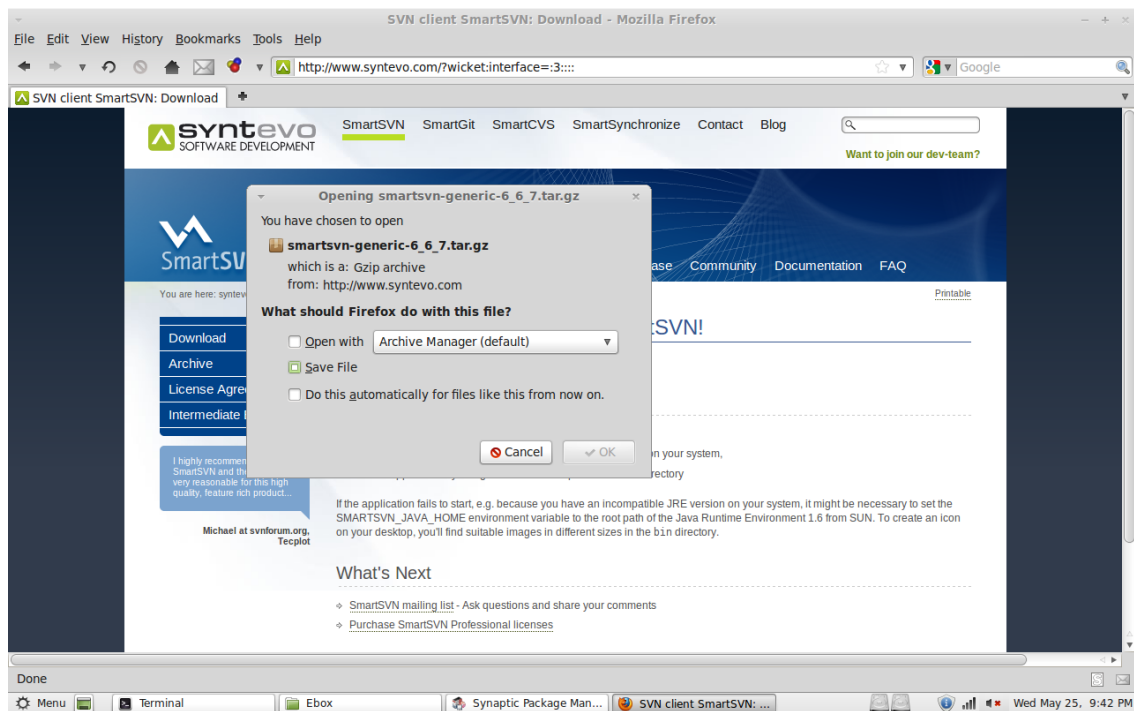 SVN client SmartSVN: Download - Mozilla Firefox
File Edit View History Bookmarks Tools Help
http://www.syntevo.com/?wicket:interface=:3::::
Google
SVN client SmartSVN: Download
syntevo
SOFTWARE DEVELOPMENT
SmartSVN SmartGit SmartCVS SmartSynchronize Contact Blog
Want to join our dev-team?
SmartSV
ase Community Documentation FAQ
You are here: syntev
Printable
Download
Archive
License Agre
Intermediate
I highly recommen
SmartSVN and the
very reasonable for this high
quality, feature rich product...
Michael at svnforum.org,
Tecplot
Opening smartsvn-generic-6_6_7.tar.gz
You have chosen to open
smartsvn-generic-6_6_7.tar.gz
which is a: Gzip archive
from: http://www.syntevo.com
What should Firefox do with this file?
Open with Archive Manager (default)
Save File
Do this automatically for files like this from now on.
Cancel OK
tSVN!
on your system,
rectory
If the application fails to start, e.g. because you have an incompatible JRE version on your system, it might be necessary to set the
SMARTSVN_JAVA_HOME environment variable to the root path of the Java Runtime Environment 1.6 from SUN. To create an icon
on your desktop, you'll find suitable images in different sizes in the bin directory.
What's Next
SmartSVN mailing list - Ask questions and share your comments
Purchase SmartSVN Professional licenses
Done
Menu Terminal Ebox Synaptic Package Man... SVN client SmartSVN: ... Wed May 25, 9:42 PM